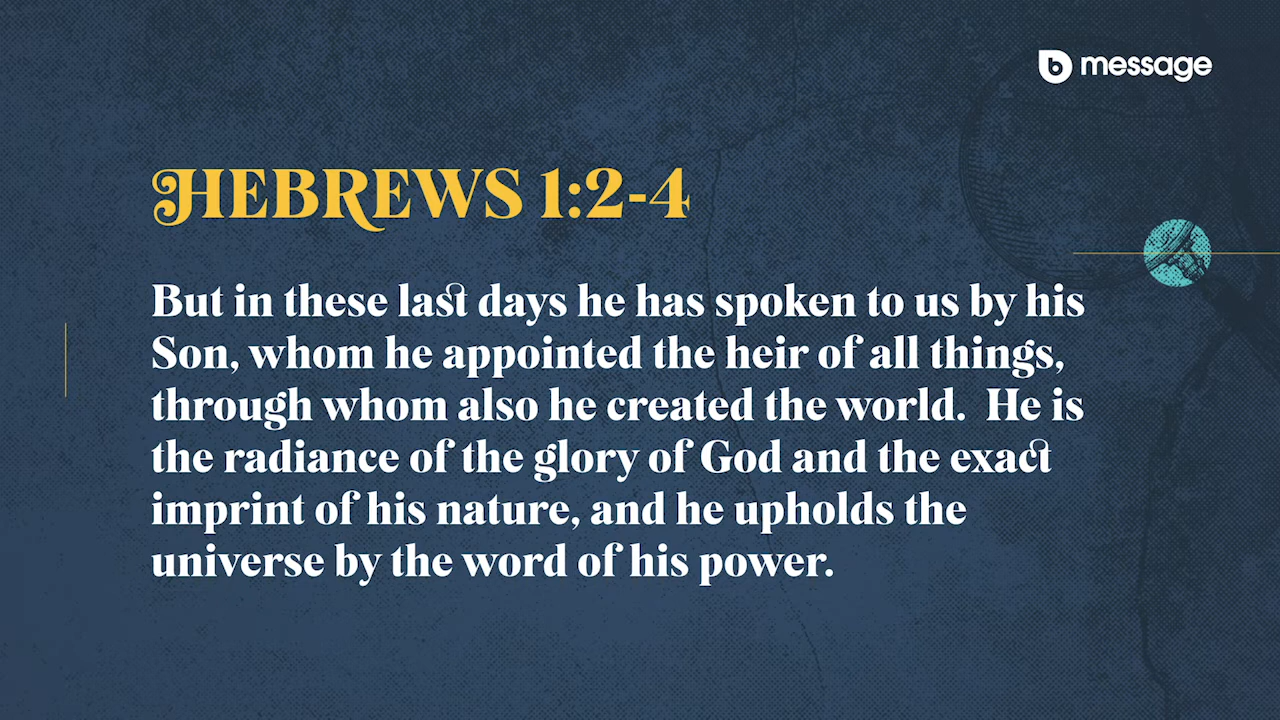 message
HEBREWS 1:2-4
But in these last days he has spoken to us by his
Son, whom he appointed the heir of all things,
through whom also he created the world.  He is
the radiance of the glory of God and the exact
imprint of his nature, and he upholds the
universe by the word of his power.